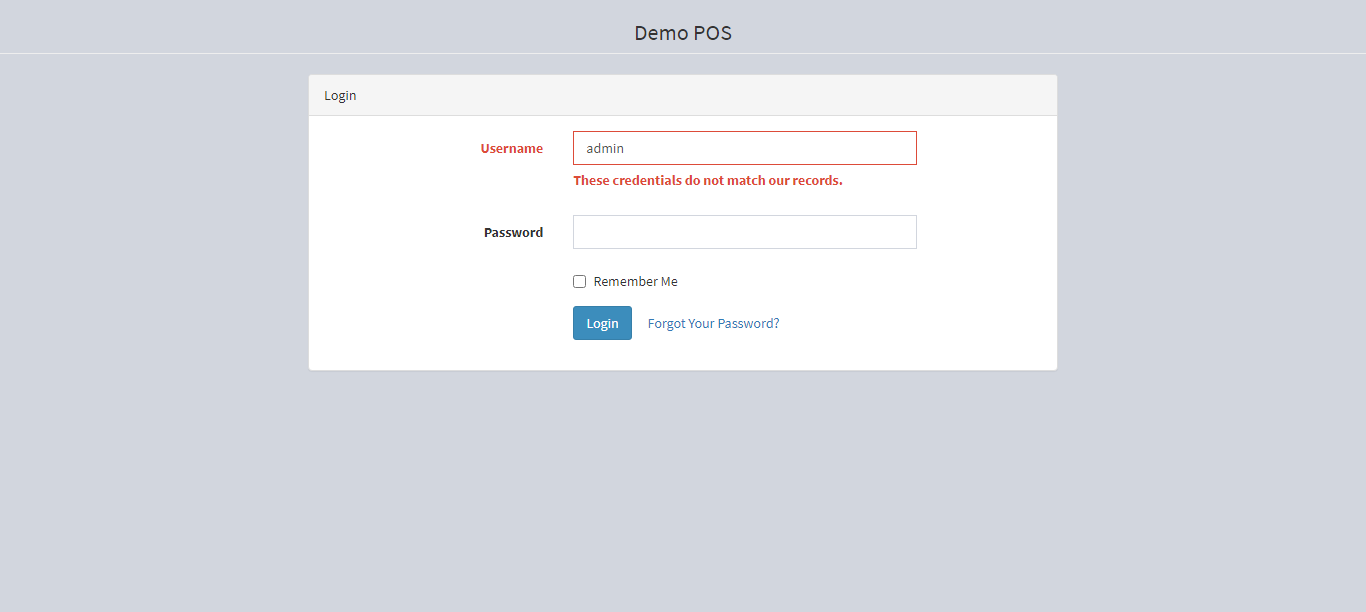 Demo POS
Login
Username admin
These credentials do not match our records.
Password
Remember Me
Login Forgot Your Password?